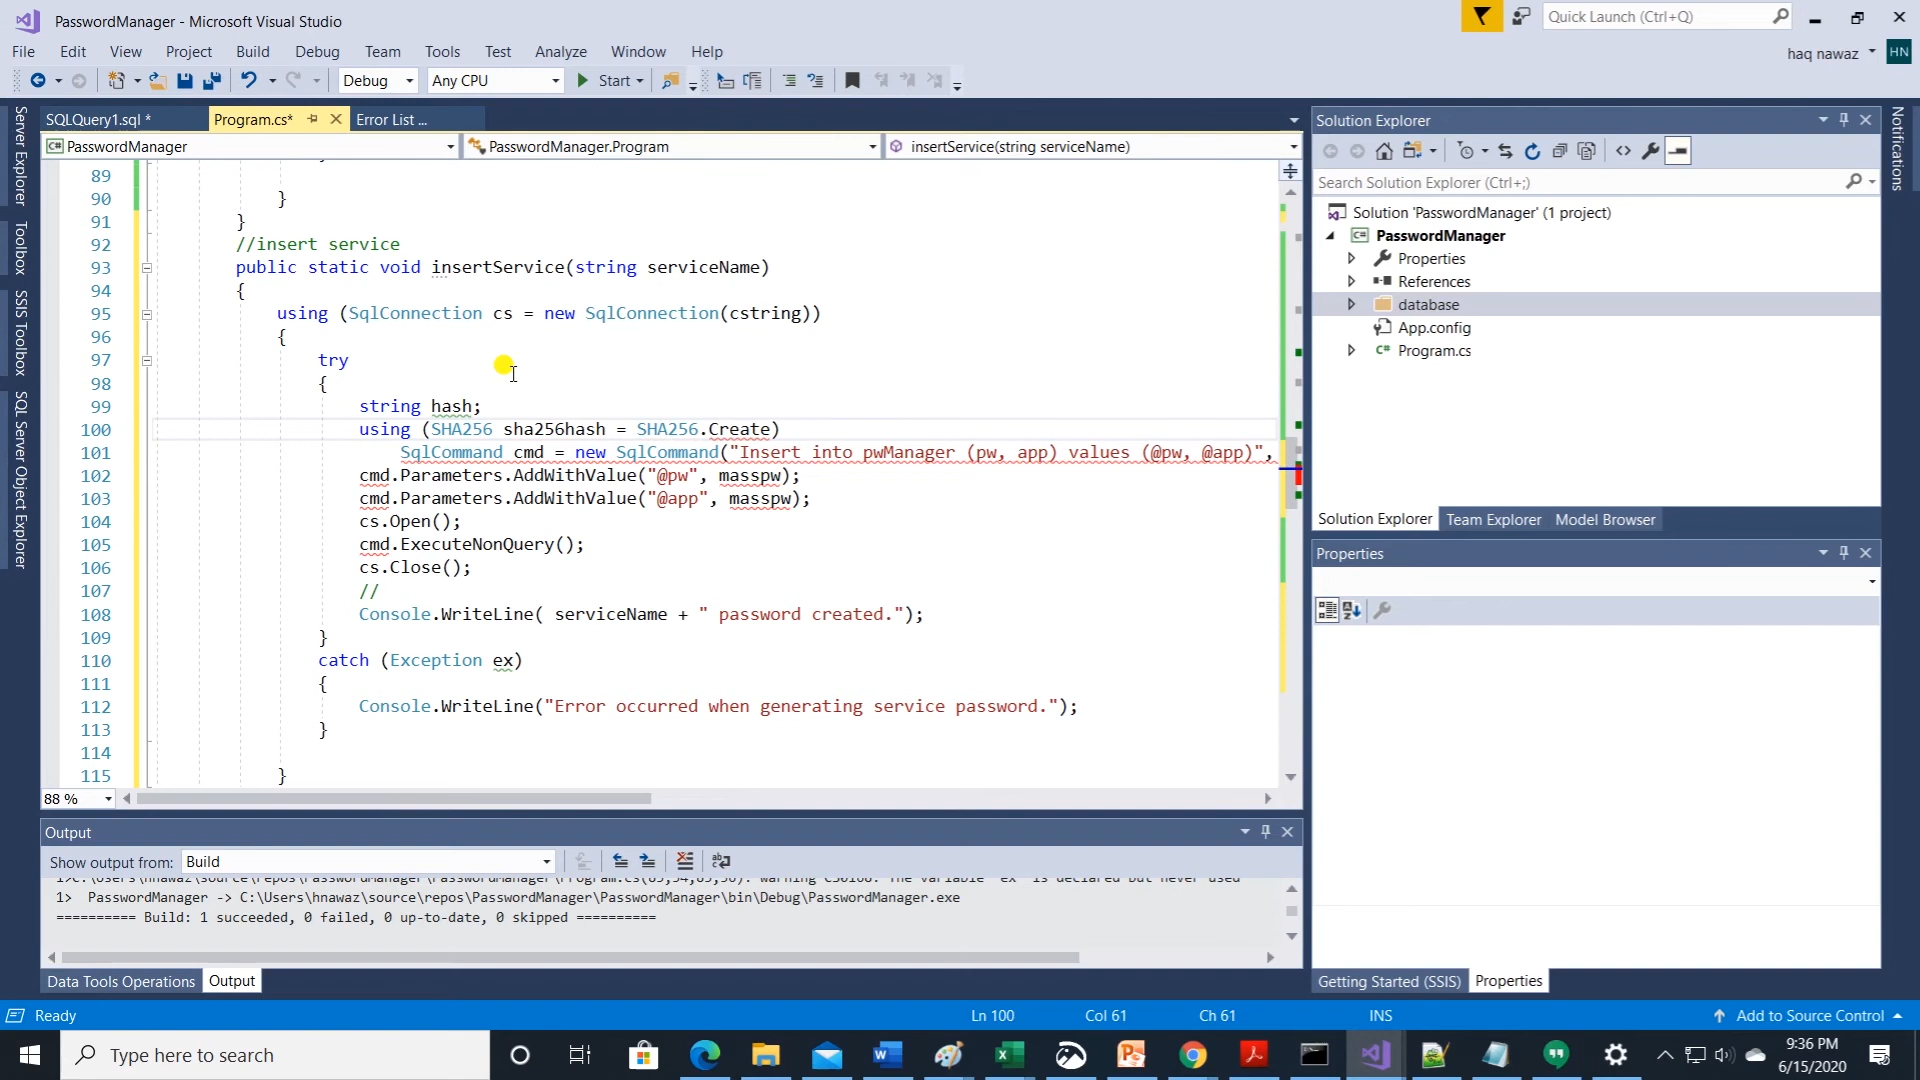 PasswordManager - Microsoft Visual Studio
Quick Launch (Ctrl+Q)
File Edit View Project Build Debug Team Tools Test Analyze Window Help
haq nawaz HN
Debug Any CPU Start
SQLQuery1.sql * Program.cs* Error List ...
PasswordManager PasswordManager.Program insertService(string serviceName)
89
90 }
91 }
92 //insert service
93 public static void insertService(string serviceName)
94 {
95 using (SqlConnection cs = new SqlConnection(cstring))
96 {
97 try
98 {
99 string hash;
100 using (SHA256 sha256hash = SHA256.Create)
101 SqlCommand cmd = new SqlCommand("Insert into pwManager (pw, app) values (@pw, @app)",
102 cmd.Parameters.AddWithValue("@pw", masspw);
103 cmd.Parameters.AddWithValue("@app", masspw);
104 cs.Open();
105 cmd.ExecuteNonQuery();
106 cs.Close();
107 //
108 Console.WriteLine( serviceName + " password created.");
109 }
110 catch (Exception ex)
111 {
112 Console.WriteLine("Error occurred when generating service password.");
113 }
114
115 }
88 %
Server Explorer
Toolbox
SSIS Toolbox
SQL Server Object Explorer
Output
Show output from: Build
1> PasswordManager -> C:\Users\hnawaz\source\repos\PasswordManager\PasswordManager\bin\Debug\PasswordManager.exe
========== Build: 1 succeeded, 0 failed, 0 up-to-date, 0 skipped ==========
Data Tools Operations Output
Solution Explorer
Search Solution Explorer (Ctrl+;)
Solution 'PasswordManager' (1 project)
PasswordManager
Properties
References
database
App.config
Program.cs
Solution Explorer Team Explorer Model Browser
Properties
Getting Started (SSIS) Properties
Notifications
Ready Ln 100 Col 61 Ch 61 INS Add to Source Control
Type here to search
9:36 PM
6/15/2020